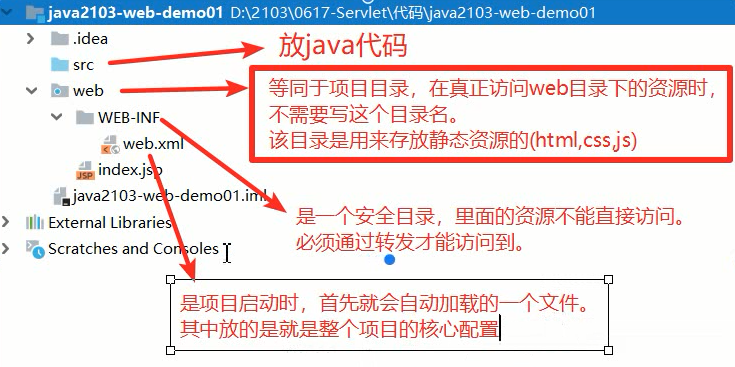 java2103-web-demo01 D:\2103\0617-Servlet\代码\java2103-web-demo01
.idea
src
放java代码
web
等同于项目目录，在真正访问web目录下的资源时，
不需要写这个目录名。
该目录是用来存放静态资源的(html,css,js)
WEB-INF
web.xml
index.jsp
JSP
java2103-web-demo01.iml
是一个安全目录，里面的资源不能直接访问。
必须通过转发才能访问到。
External Libraries
Scratches and Consoles
是项目启动时，首先就会自动加载的一个文件。
其中放的是就是整个项目的核心配置